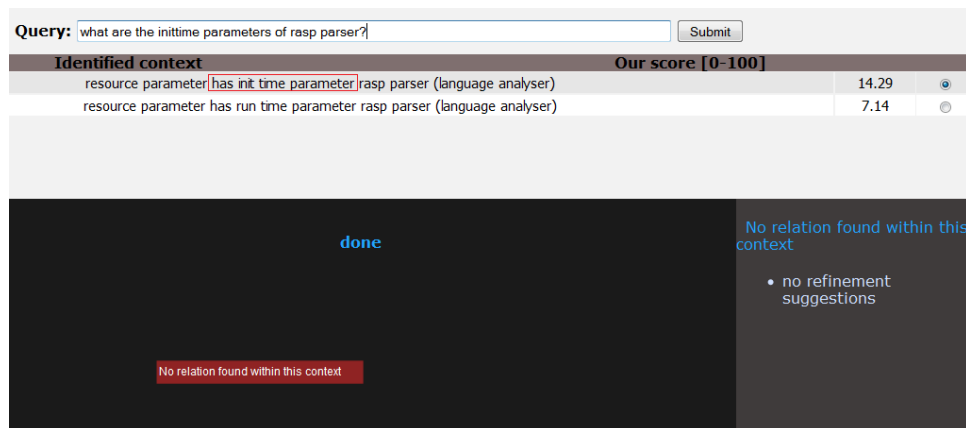 Query: what are the inittime parameters of rasp parser? Submit
Identified context Our score [0-100]
resource parameter has init time parameter rasp parser (language analyser) 14.29
resource parameter has run time parameter rasp parser (language analyser) 7.14
done
No relation found within this context
No relation found within this
context
• no refinement
suggestions